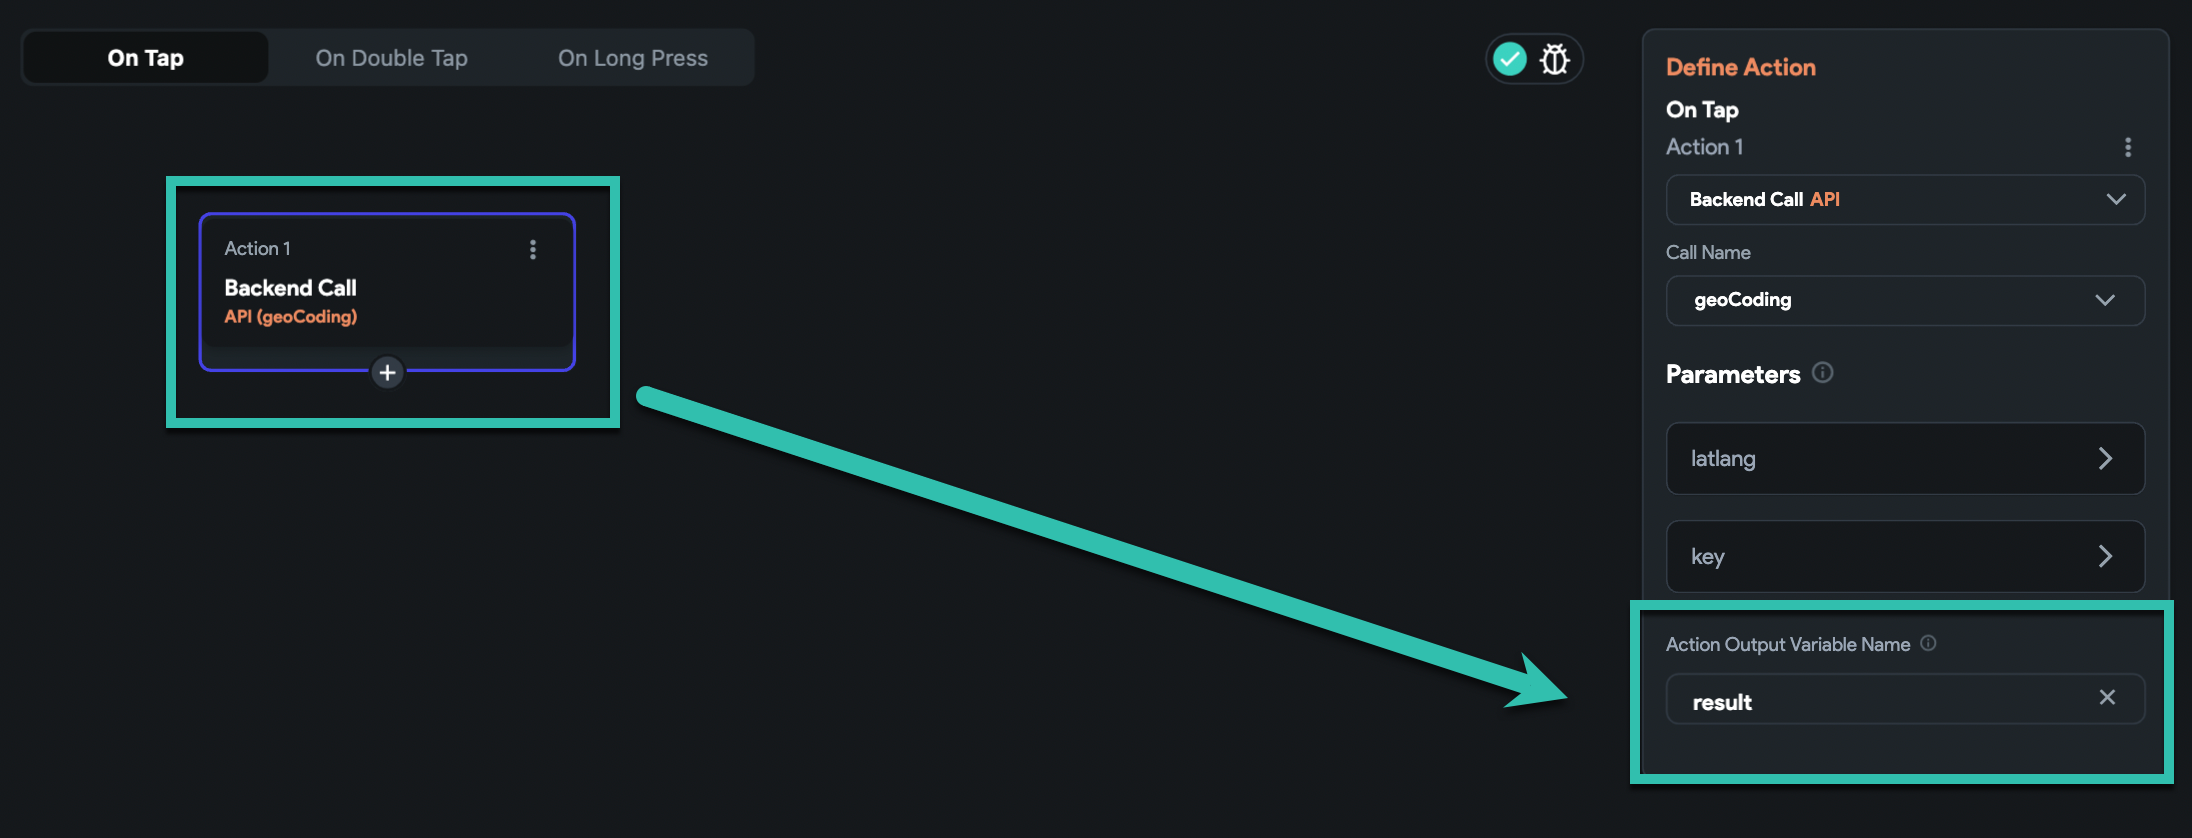 On Tap
On Double Tap
On Long Press
Action 1
Backend Call
API (geoCoding)
Define Action
On Tap
Action 1
Backend Call API
Call Name
geoCoding
Parameters
latlang
key
Action Output Variable Name
result